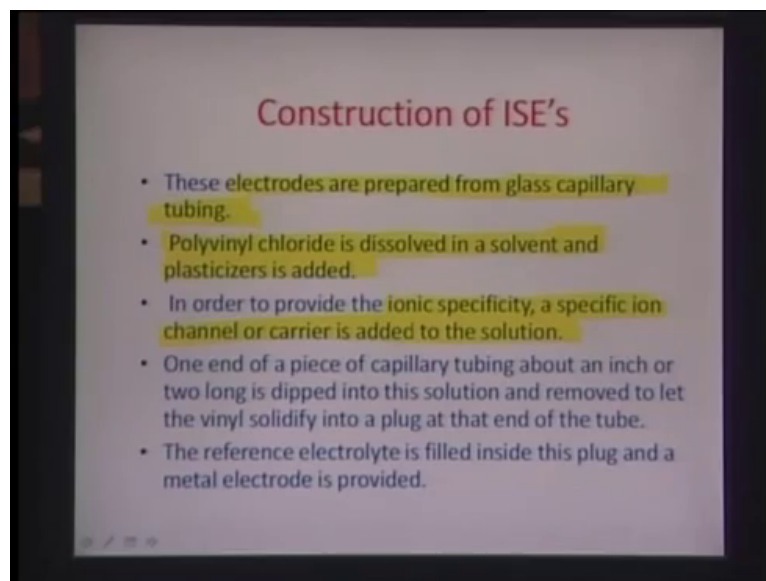 Construction of ISE's
• These electrodes are prepared from glass capillary
tubing.
• Polyvinyl chloride is dissolved in a solvent and
plasticizers is added.
• In order to provide the ionic specificity, a specific ion
channel or carrier is added to the solution.
• One end of a piece of capillary tubing about an inch or
two long is dipped into this solution and removed to let
the vinyl solidify into a plug at that end of the tube.
• The reference electrolyte is filled inside this plug and a
metal electrode is provided.